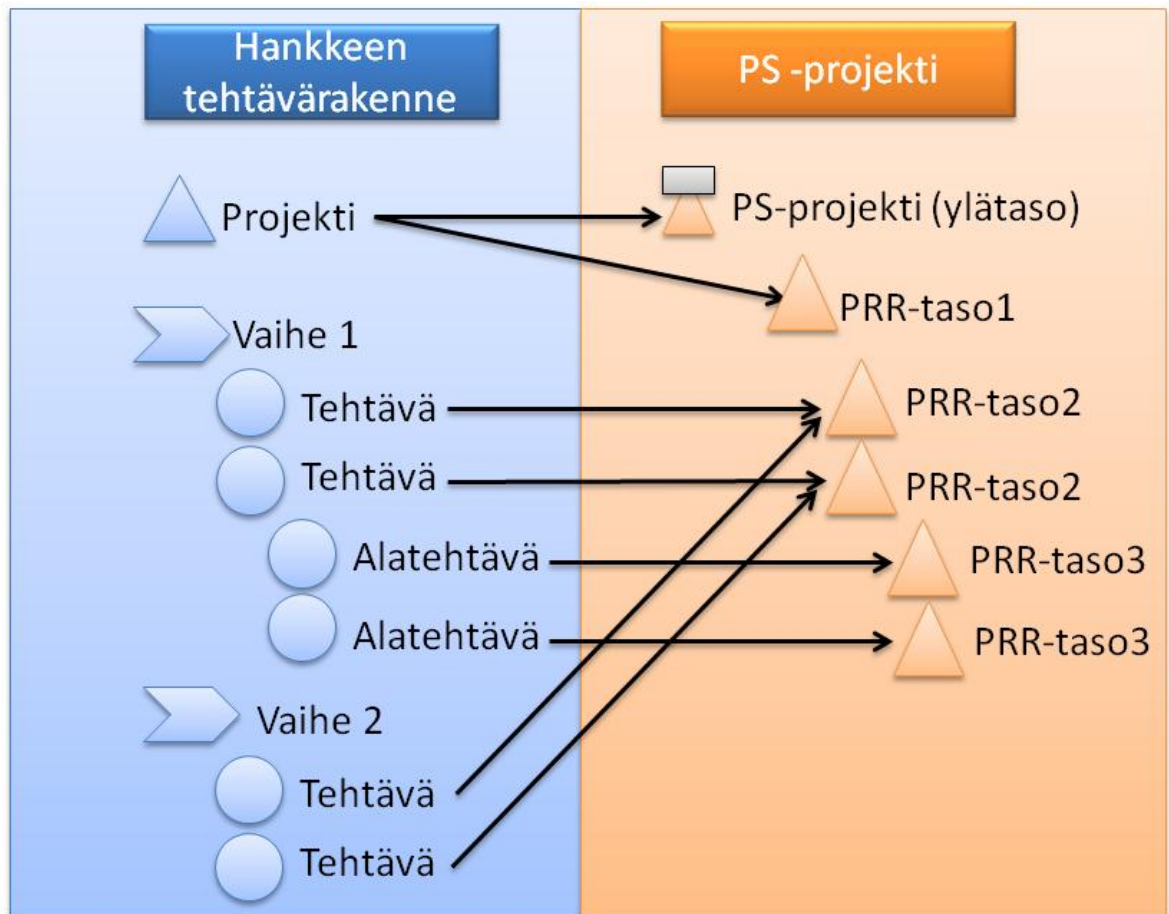 Hankkeen
tehtävärakenne
Projekti
Vaihe 1
Tehtävä
Tehtävä
Alatehtävä
Alatehtävä
Vaihe 2
Tehtävä
Tehtävä
PS -projekti
PS-projekti (ylätaso)
PRR-taso1
PRR-taso2
PRR-taso2
PRR-taso3
PRR-taso3